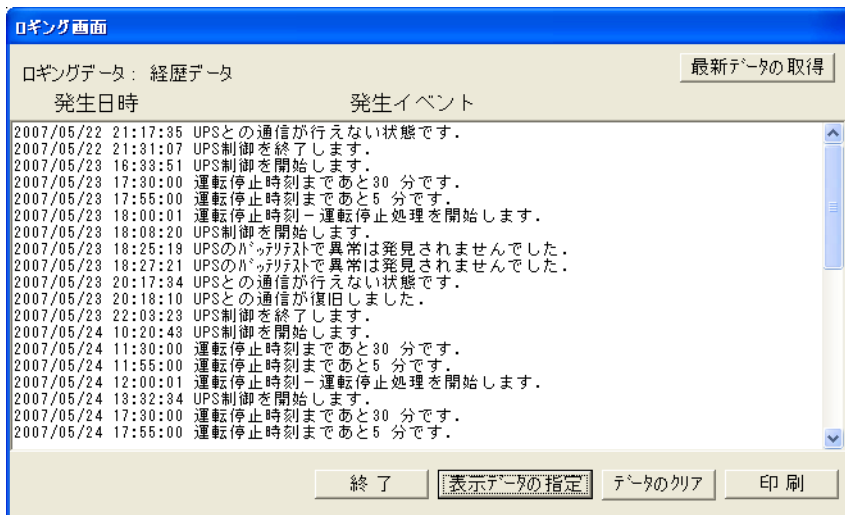 ロギング画面
ロギングデータ： 経歴データ
最新ﾃﾞｰﾀの取得
発生日時 発生イベント
2007/05/22 21:17:35 UPSとの通信が行えない状態です．
2007/05/22 21:31:07 UPS制御を終了します．
2007/05/23 16:33:51 UPS制御を開始します．
2007/05/23 17:30:00 運転停止時刻まであと30 分です．
2007/05/23 17:55:00 運転停止時刻まであと5 分です．
2007/05/23 18:00:01 運転停止時刻－運転停止処理を開始します．
2007/05/23 18:08:20 UPS制御を開始します．
2007/05/23 18:25:19 UPSのﾊﾞｯﾃﾘﾃｽﾄで異常は発見されませんでした．
2007/05/23 18:27:21 UPSのﾊﾞｯﾃﾘﾃｽﾄで異常は発見されませんでした．
2007/05/23 20:17:34 UPSとの通信が行えない状態です．
2007/05/23 20:18:10 UPSとの通信が復旧しました．
2007/05/23 22:03:23 UPS制御を終了します．
2007/05/24 10:20:43 UPS制御を開始します．
2007/05/24 11:30:00 運転停止時刻まであと30 分です．
2007/05/24 11:55:00 運転停止時刻まであと5 分です．
2007/05/24 12:00:01 運転停止時刻－運転停止処理を開始します．
2007/05/24 13:32:34 UPS制御を開始します．
2007/05/24 17:30:00 運転停止時刻まであと30 分です．
2007/05/24 17:55:00 運転停止時刻まであと5 分です．
終 了 表示ﾃﾞｰﾀの指定 ﾃﾞｰﾀのｸﾘｱ 印 刷